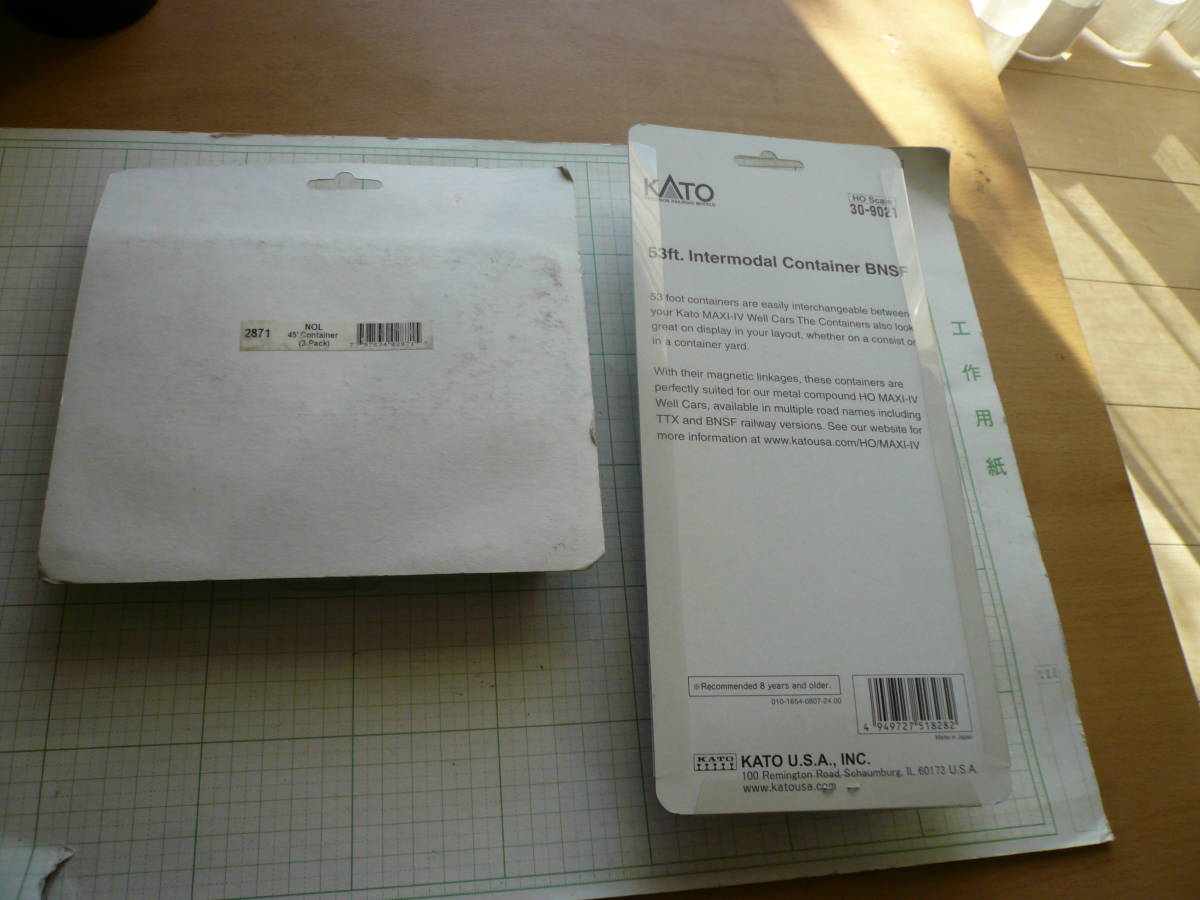 2871
NOL
45' Container
(3-Pack)
KATO
HO Scale
30-9021
53ft. Intermodal Container BNSF
53 foot containers are easily interchangeable between
your Kato MAXI-IV Well Cars The Containers also look
great on display in your layout, whether on a consist or
in a container yard.
With their magnetic linkages, these containers are
perfectly suited for our metal compound HO MAXI-IV
Well Cars, available in multiple road names including
TTX and BNSF railway versions. See our website for
more information at www.katousa.com/HO/MAXI-IV
※Recommended 8 years and older.
010-1654-0807-24.00
4 949727 518282
Made in Japan
KATO
KATO U.S.A., INC.
100 Remington Road, Schaumburg, IL 60173 U.S.A.
www.katousa.com
工作用紙